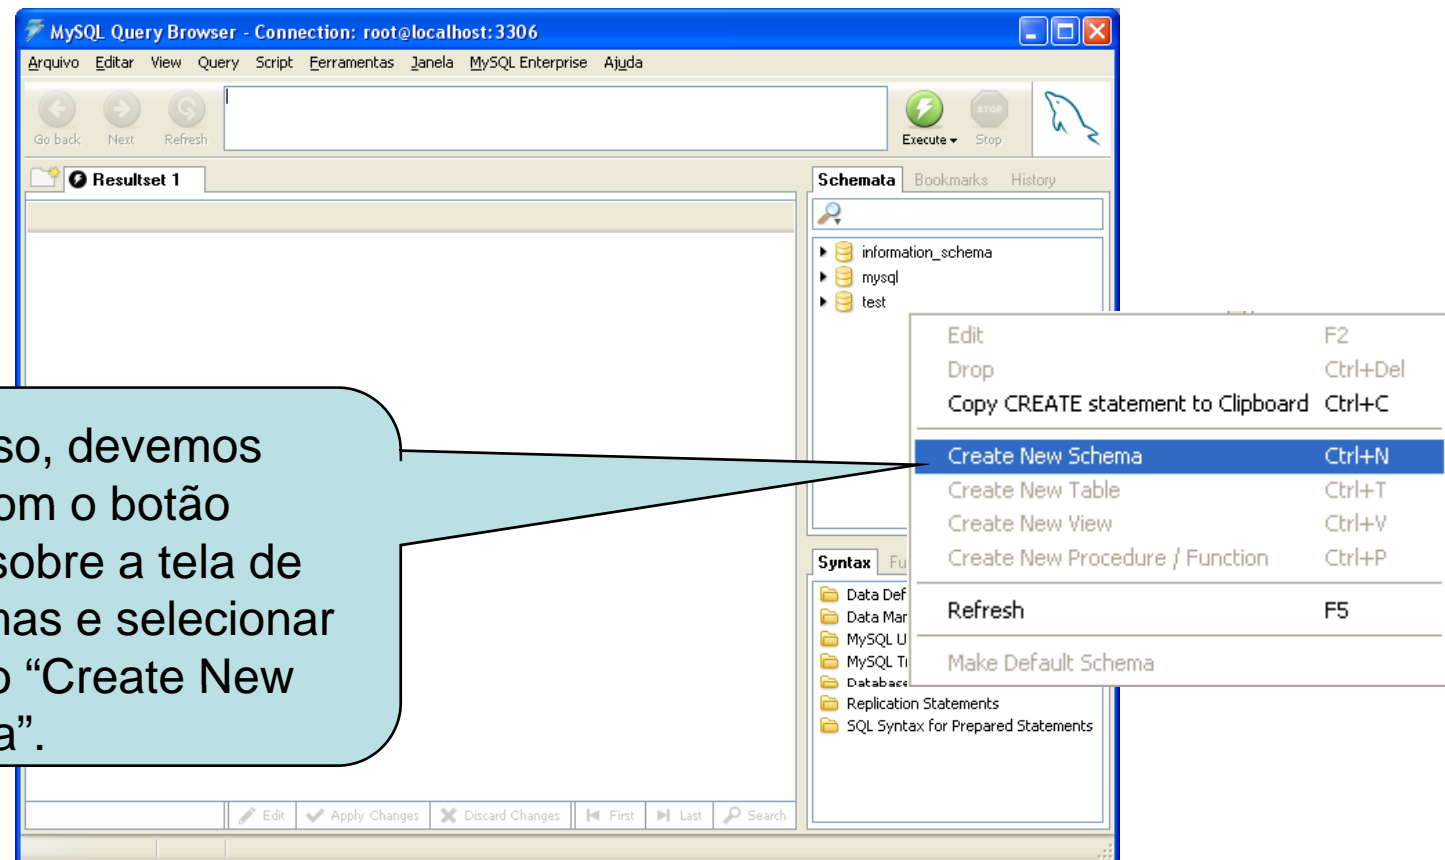 MySQL Query Browser - Connection: root@localhost:3306
Arquivo Editar View Query Script Ferramentas Janela MySQL Enterprise Ajuda
Go back Next Refresh
Execute STOP Stop
Resultset 1
Schemata Bookmarks History
information_schema
mysql
test
Edit F2
Drop Ctrl+Del
Copy CREATE statement to Clipboard Ctrl+C
Create New Schema Ctrl+N
Create New Table Ctrl+T
Create New View Ctrl+V
Create New Procedure / Function Ctrl+P
Refresh F5
Make Default Schema
so, devemos
om o botão
sobre a tela de
mas e selecionar
o “Create New
a”.
Syntax Fu
Data Def
Data Mar
MySQL U
MySQL T
Database
Replication Statements
SQL Syntax for Prepared Statements
Edit Apply Changes Discard Changes First Last Search